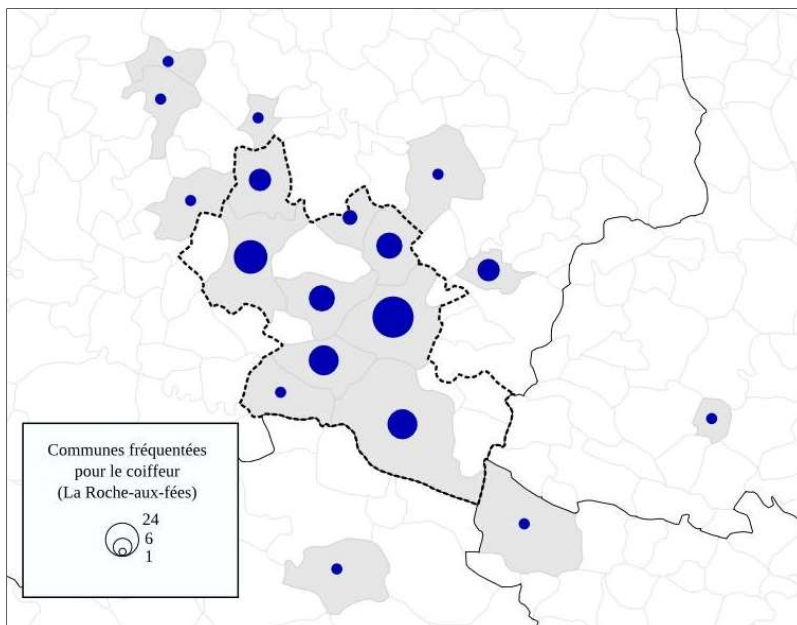 Communes fréquentées
pour le coiffeur
(La Roche-aux-fées)
24
6
1